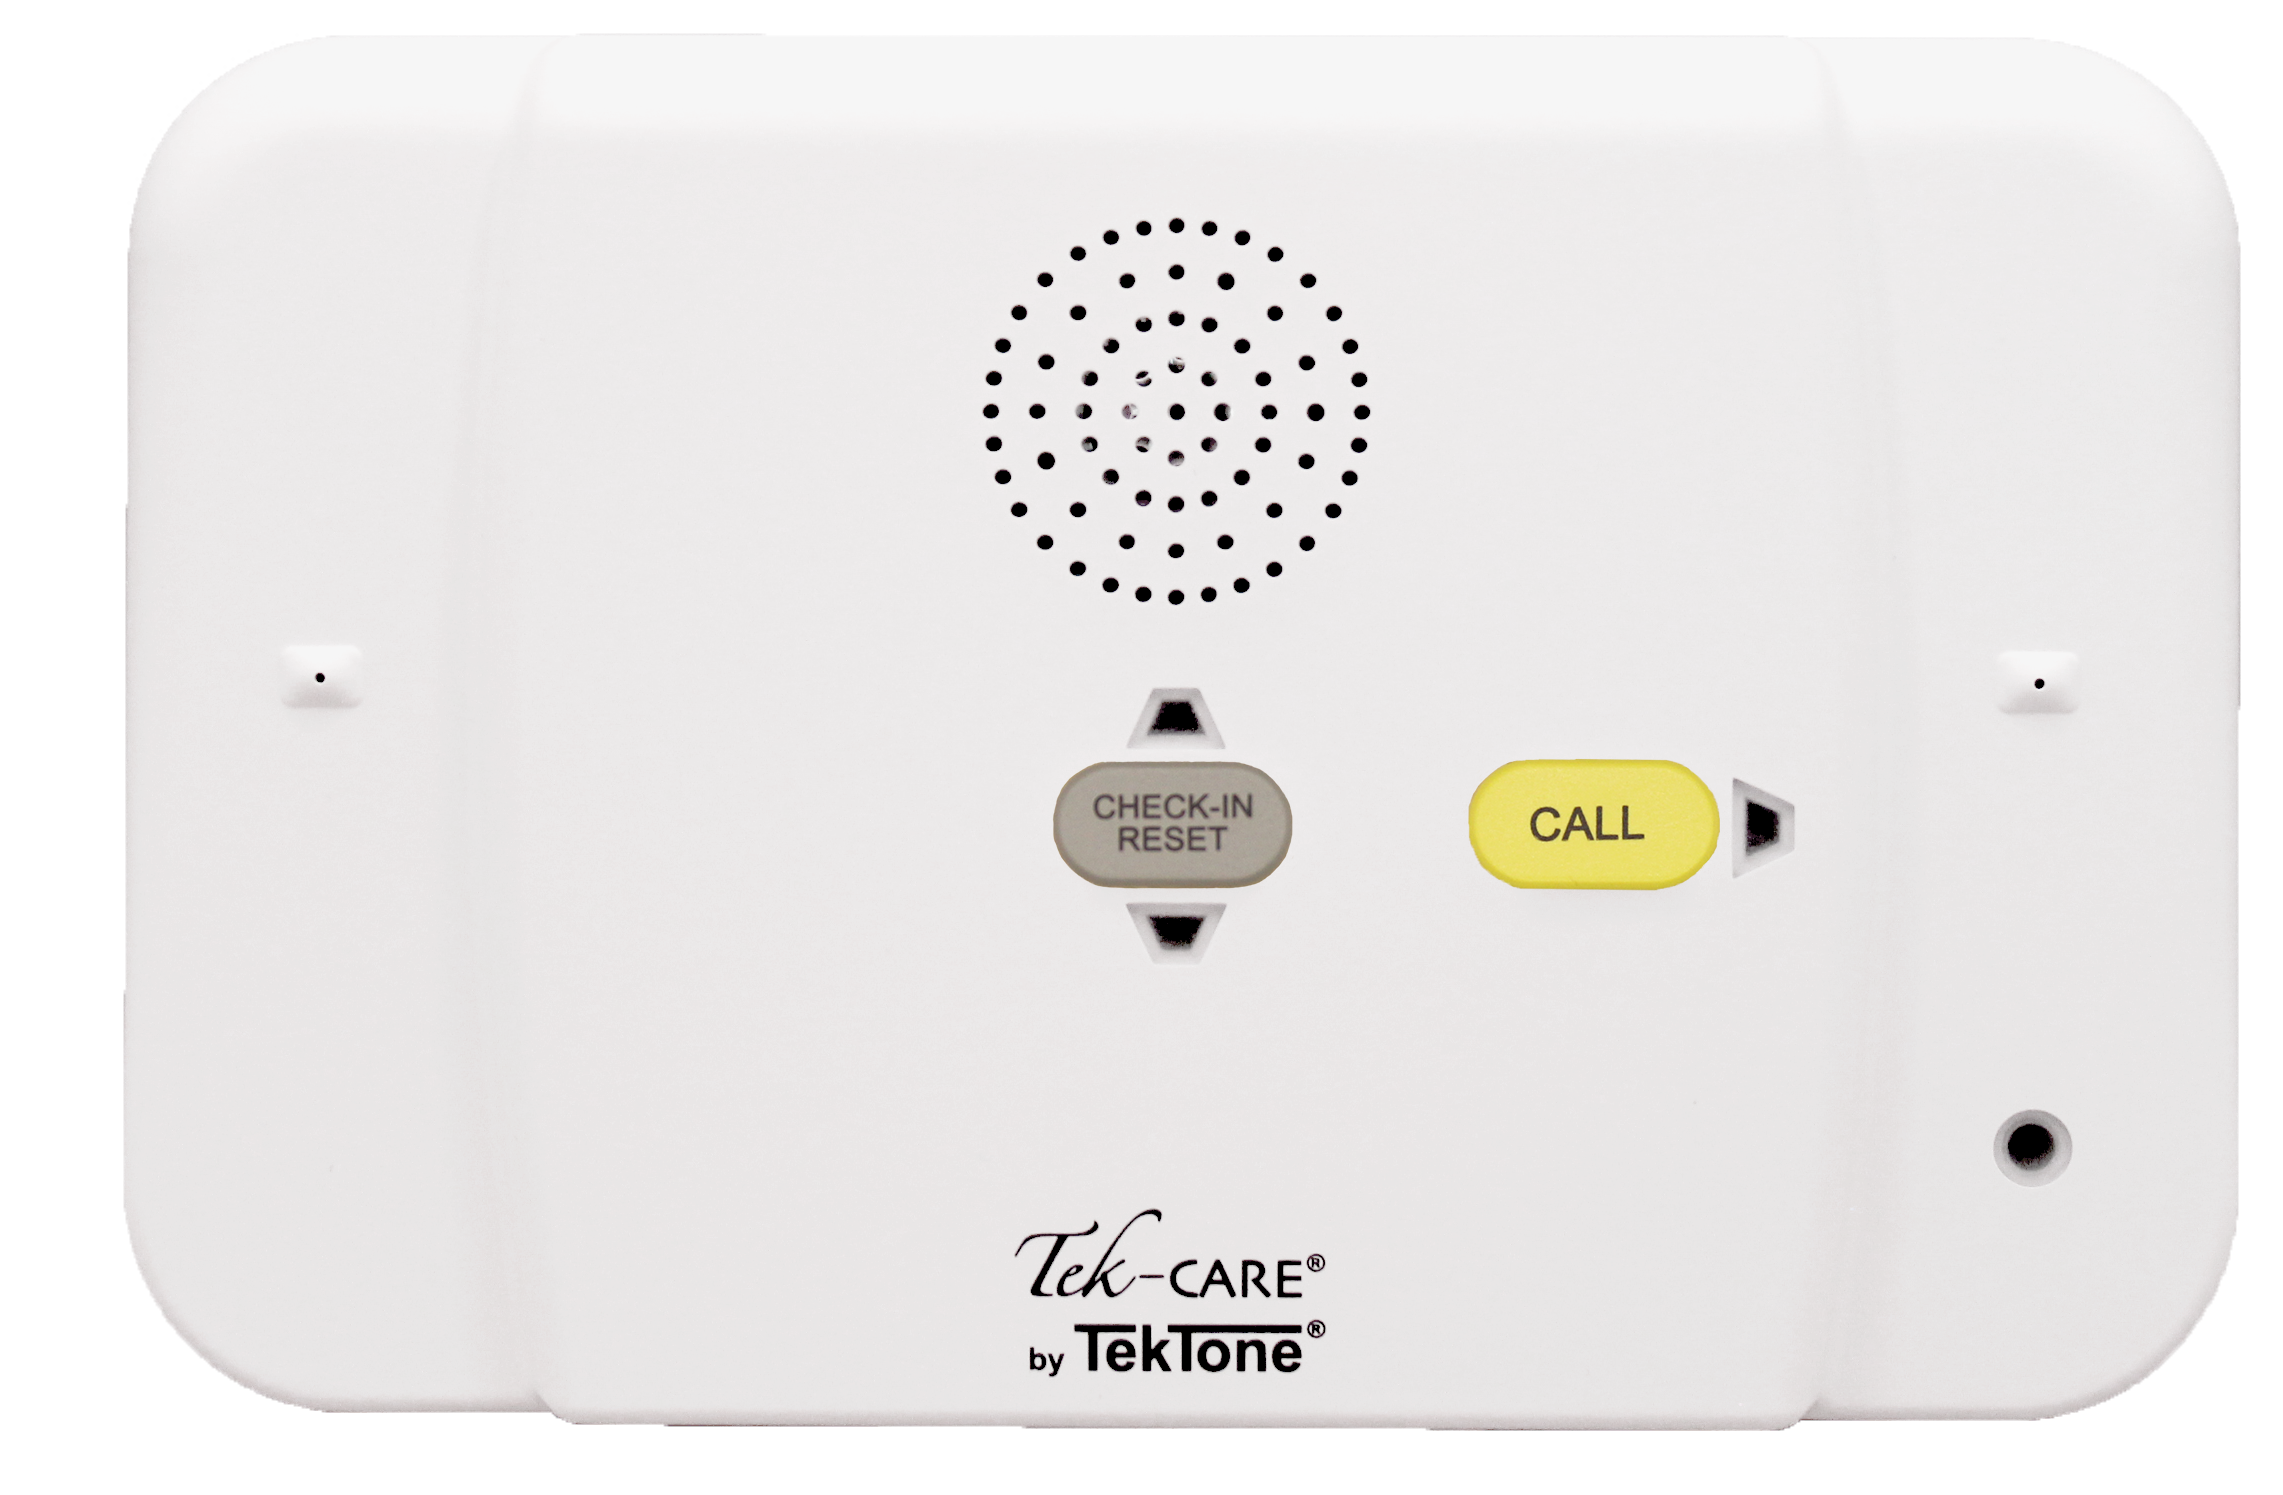 CHECK-IN
RESET
CALL
Tek-CARE®
by TekTone®